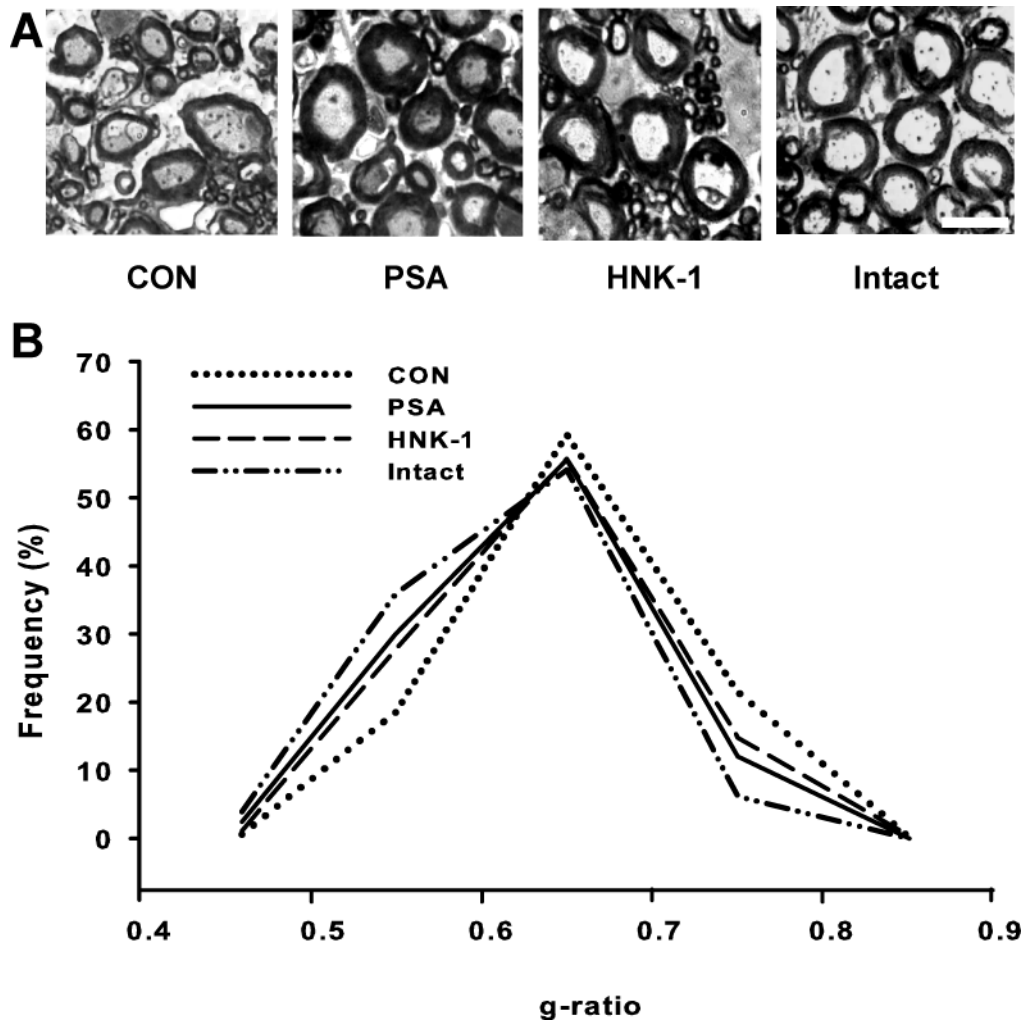 A
CON PSA HNK-1 Intact
B
70
60
50
40
30
20
10
0
Frequency (%)
CON
PSA
HNK-1
Intact
0.4 0.5 0.6 0.7 0.8 0.9
g-ratio